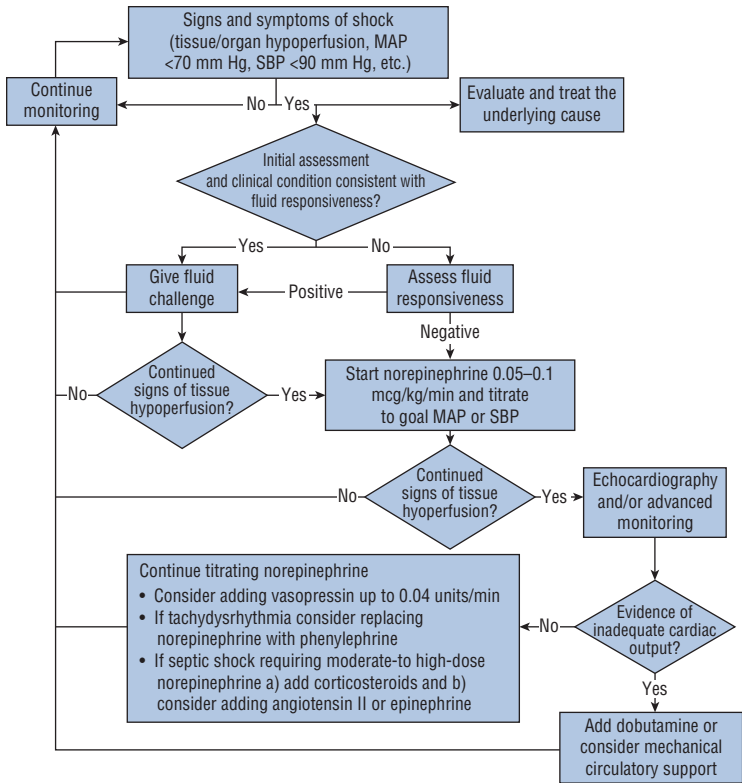 Signs and symptoms of shock
(tissue/organ hypoperfusion, MAP
<70 mm Hg, SBP <90 mm Hg, etc.)
Continue
monitoring
No
Yes
Evaluate and treat the
underlying cause
Initial assessment
and clinical condition consistent with
fluid responsiveness?
Yes
No
Give fluid
challenge
Positive
Assess fluid
responsiveness
Negative
Continued
signs of tissue
hypoperfusion?
No
Yes
Start norepinephrine 0.05–0.1
mcg/kg/min and titrate
to goal MAP or SBP
Continued
signs of tissue
hyoperfusion?
No
Yes
Echocardiography
and/or advanced
monitoring
Continue titrating norepinephrine
• Consider adding vasopressin up to 0.04 units/min
• If tachydysrhythmia consider replacing
norepinephrine with phenylephrine
• If septic shock requiring moderate-to high-dose
norepinephrine a) add corticosteroids and b)
consider adding angiotensin II or epinephrine
No
Evidence of
inadequate cardiac
output?
Yes
Add dobutamine or
consider mechanical
circulatory support